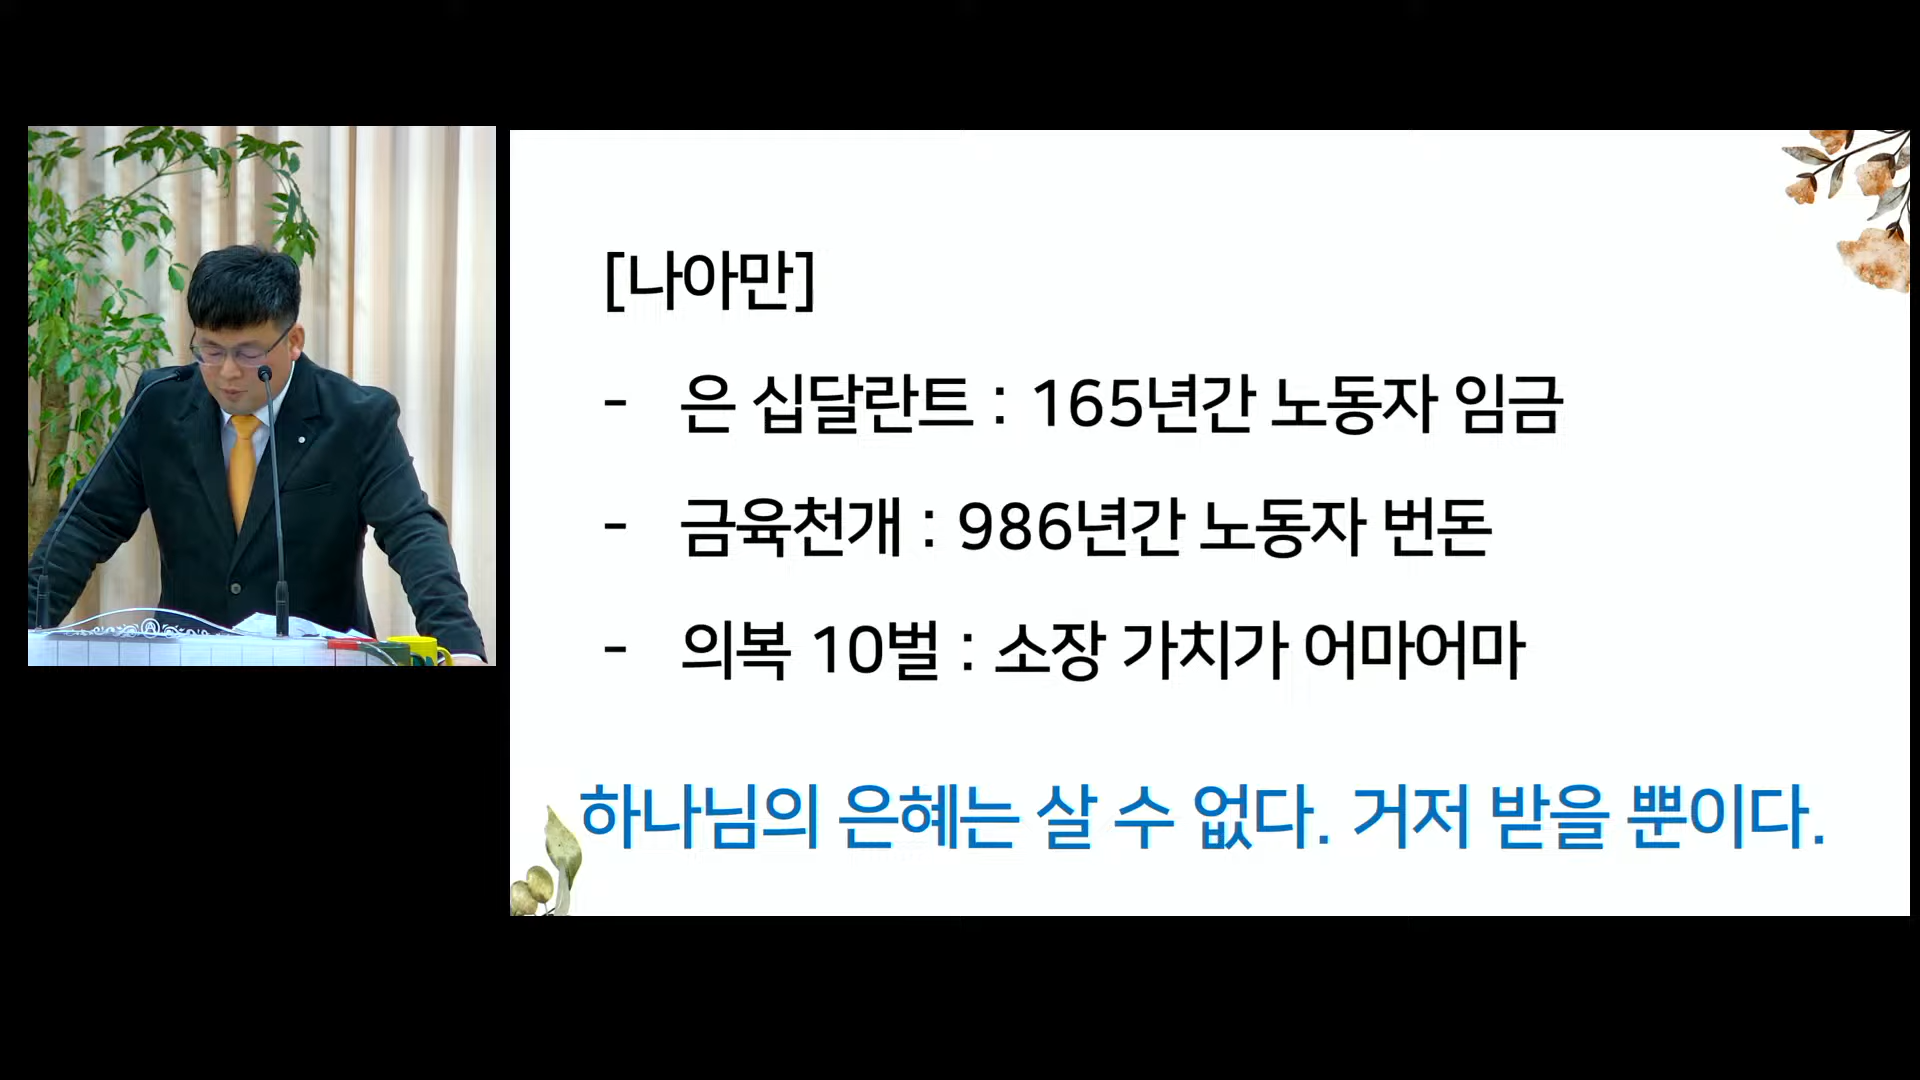 [나아만]
- 은 십달란트 : 165년간 노동자 임금
- 금육천개 : 986년간 노동자 번돈
- 의복 10벌 : 소장 가치가 어마어마
하나님의 은혜는 살 수 없다. 거저 받을 뿐이다.